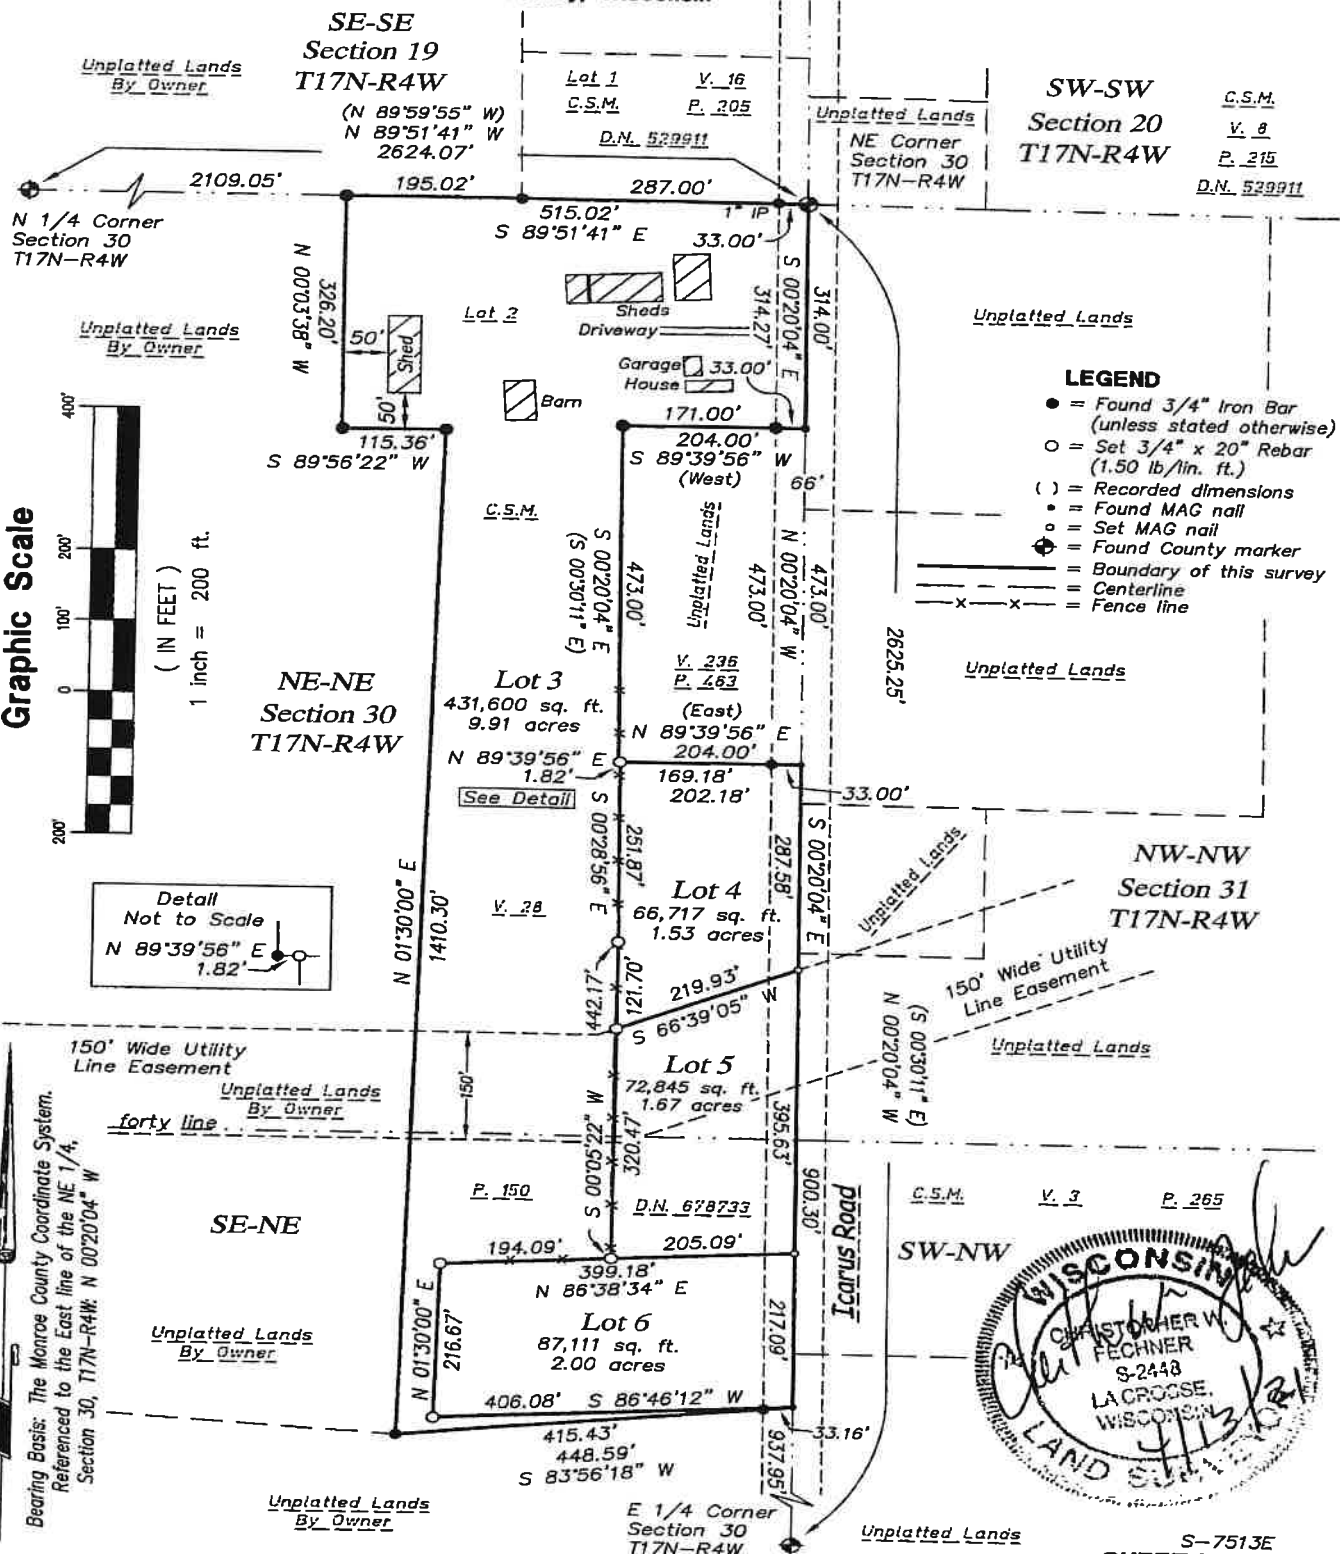 SE-SE
Section 19
T17N-R4W
Unplatted Lands
By Owner
(N 89°59'55" W)
N 89°51'41" W
2624.07'
Lot 1
V. 16
C.S.M.
P. 205
D.N. 529911
Unplatted Lands
NE Corner
Section 30
T17N-R4W
SW-SW
Section 20
T17N-R4W
C.S.M.
V. 8
P. 215
D.N. 529911
2109.05'
195.02'
287.00'
515.02'
S 89°51'41" E
1" IP
33.00'
N 1/4 Corner
Section 30
T17N-R4W
N 00°03'38" W
326.20'
Unplatted Lands
By Owner
Lot 2
Sheds
Driveway
50'
Shed
50'
Garage
33.00'
House
Barn
S 00°20'04" E
314.27'
314.00'
Unplatted Lands
115.36'
S 89°56'22" W
171.00'
204.00'
S 89°39'56" W
(West)
66'
LEGEND
= Found 3/4" Iron Bar
(unless stated otherwise)
= Set 3/4" x 20" Rebar
(1.50 lb/lin. ft.)
( ) = Recorded dimensions
= Found MAG nail
= Set MAG nail
= Found County marker
= Boundary of this survey
= Centerline
= Fence line
Graphic Scale
400'
200'
100'
0
200'
( IN FEET )
1 inch = 200 ft.
C.S.M.
S 00°20'04" E
(S 00°30'11" E)
473.00'
Unplatted Lands
473.00'
N 00°20'04" W
473.00'
2625.25'
Unplatted Lands
V. 236
P. 463
(East)
N 89°39'56" E
204.00'
NE-NE
Section 30
T17N-R4W
Lot 3
431,600 sq. ft.
9.91 acres
N 89°39'56" E
1.82'
See Detail
169.18'
202.18'
33.00'
S 00°28'56" E
251.87'
287.58'
S 00°20'04" E
Unplatted Lands
NW-NW
Section 31
T17N-R4W
Detail
Not to Scale
N 89°39'56" E
1.82'
N 01°30'00" E
1410.30'
V. 28
Lot 4
66,717 sq. ft.
1.53 acres
442.17'
121.70'
219.93'
S 66°39'05" W
150' Wide Utility
Line Easement
N 00°20'04" W
(S 00°30'11" E)
Unplatted Lands
150' Wide Utility
Line Easement
150'
Unplatted Lands
By Owner
forty line
Lot 5
72,845 sq. ft.
1.67 acres
S 00°05'22" W
320.47'
395.63'
900.30'
Icarus Road
P. 150
D.N. 678733
C.S.M.
V. 3
P. 265
SE-NE
SW-NW
194.09'
205.09'
399.18'
N 86°38'34" E
N 01°30'00" E
216.67'
Lot 6
87,111 sq. ft.
2.00 acres
217.09'
Unplatted Lands
By Owner
406.08'
S 86°46'12" W
415.43'
448.59'
S 83°56'18" W
33.16'
937.95'
Bearing Basis: The Monroe County Coordinate System.
Referenced to the East line of the NE 1/4,
Section 30, T17N-R4W: N 00°20'04" W
Unplatted Lands
By Owner
E 1/4 Corner
Section 30
T17N-R4W
Unplatted Lands
WISCONSIN
CHRISTOPHER W.
FECHNER
S-2448
LA CROSSE,
WISCONSIN
LAND SURVEYOR
S-7513E